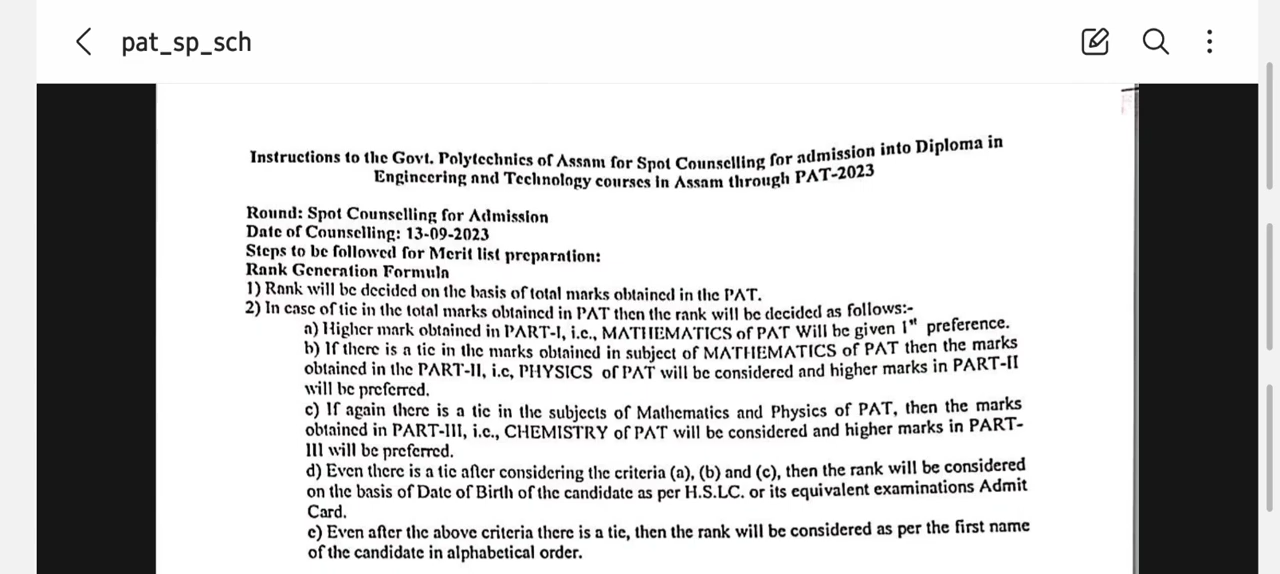 pat_sp_sch
Instructions to the Govt. Polytechnics of Assam for Spot Counselling for admission into Diploma in
Engineering and Technology courses in Assam through PAT-2023
Round: Spot Counselling for Admission
Date of Counselling: 13-09-2023
Steps to be followed for Merit list preparation:
Rank Generation Formula
1) Rank will be decided on the basis of total marks obtained in the PAT.
2) In case of tie in the total marks obtained in PAT then the rank will be decided as follows:-
a) Higher mark obtained in PART-I, i.e., MATHEMATICS of PAT Will be given 1st preference.
b) If there is a tie in the marks obtained in subject of MATHEMATICS of PAT then the marks
obtained in the PART-II, i.e, PHYSICS of PAT will be considered and higher marks in PART-II
will be preferred.
c) If again there is a tie in the subjects of Mathematics and Physics of PAT, then the marks
obtained in PART-III, i.e., CHEMISTRY of PAT will be considered and higher marks in PART-
III will be preferred.
d) Even there is a tie after considering the criteria (a), (b) and (c), then the rank will be considered
on the basis of Date of Birth of the candidate as per H.S.LC. or its equivalent examinations Admit
Card.
e) Even after the above criteria there is a tie, then the rank will be considered as per the first name
of the candidate in alphabetical order.